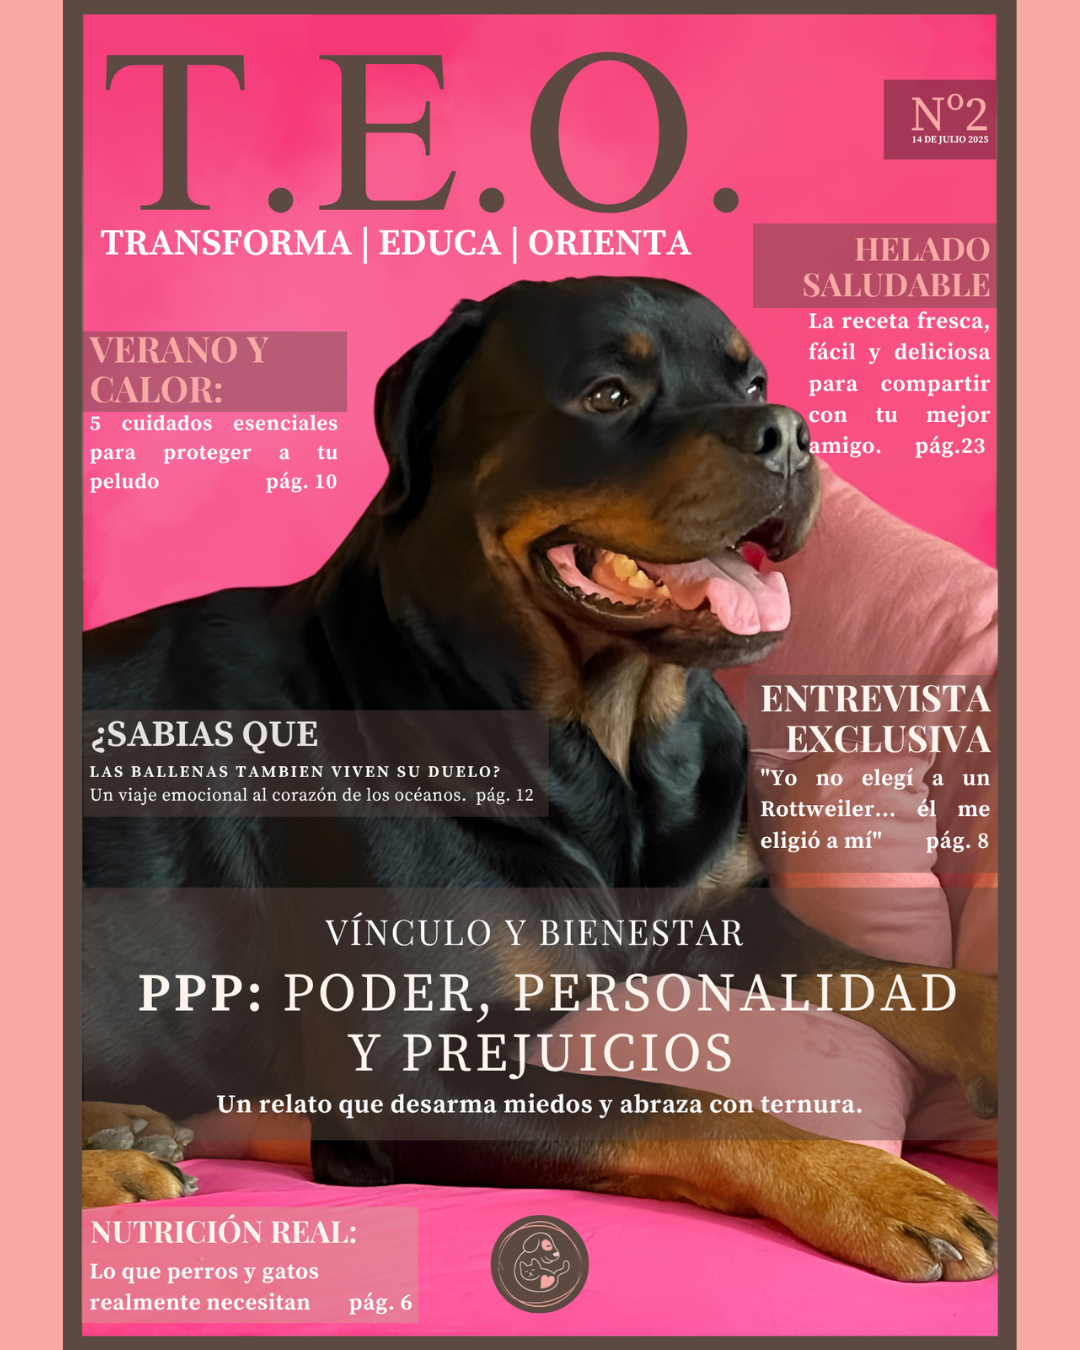 T.E.O.
Nº2
14 DE JULIO 2025
TRANSFORMA | EDUCA | ORIENTA
HELADO
SALUDABLE
La receta fresca,
fácil y deliciosa
para compartir
con tu mejor
amigo. pág.23
VERANO Y
CALOR:
5 cuidados esenciales
para proteger a tu
peludo pág. 10
¿SABIAS QUE
LAS BALLENAS TAMBIEN VIVEN SU DUELO?
Un viaje emocional al corazón de los océanos. pág. 12
ENTREVISTA
EXCLUSIVA
"Yo no elegí a un
Rottweiler... él me
eligió a mí" pág. 8
VÍNCULO Y BIENESTAR
PPP: PODER, PERSONALIDAD
Y PREJUICIOS
Un relato que desarma miedos y abraza con ternura.
NUTRICIÓN REAL:
Lo que perros y gatos
realmente necesitan pág. 6